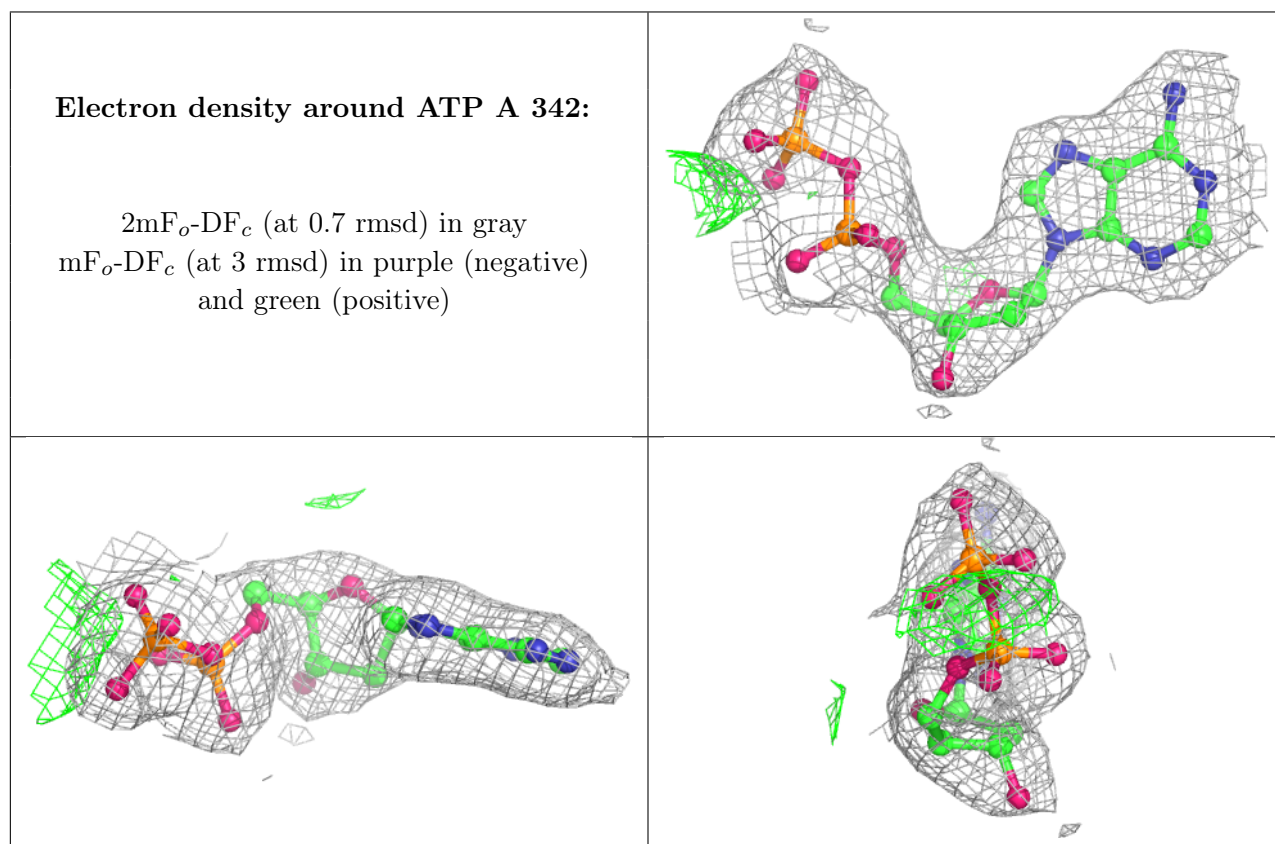 Electron density around ATP A 342:
2mFo-DFc (at 0.7 rmsd) in gray
mFo-DFc (at 3 rmsd) in purple (negative)
and green (positive)